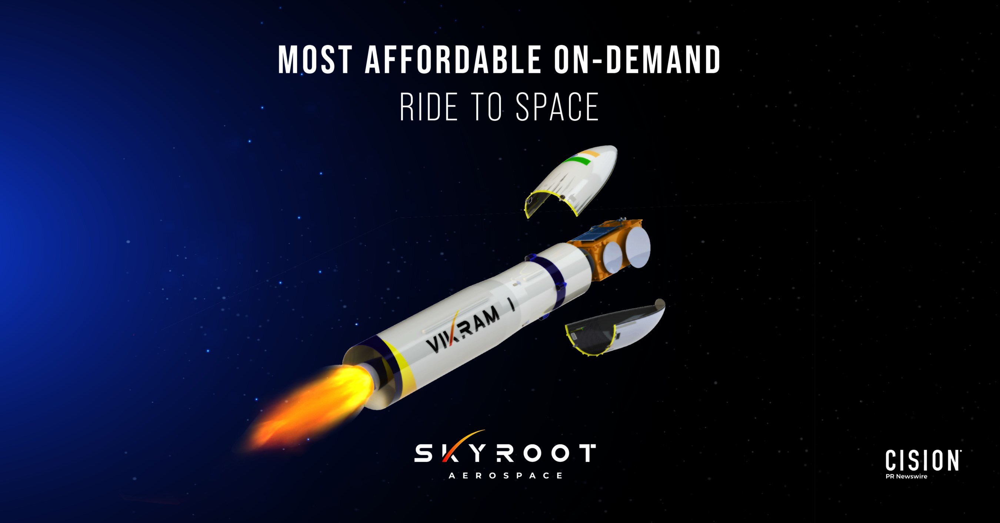 MOST AFFORDABLE ON-DEMAND
RIDE TO SPACE
VIKRAM I
SKYROOT
AEROSPACE
CISION
PR Newswire